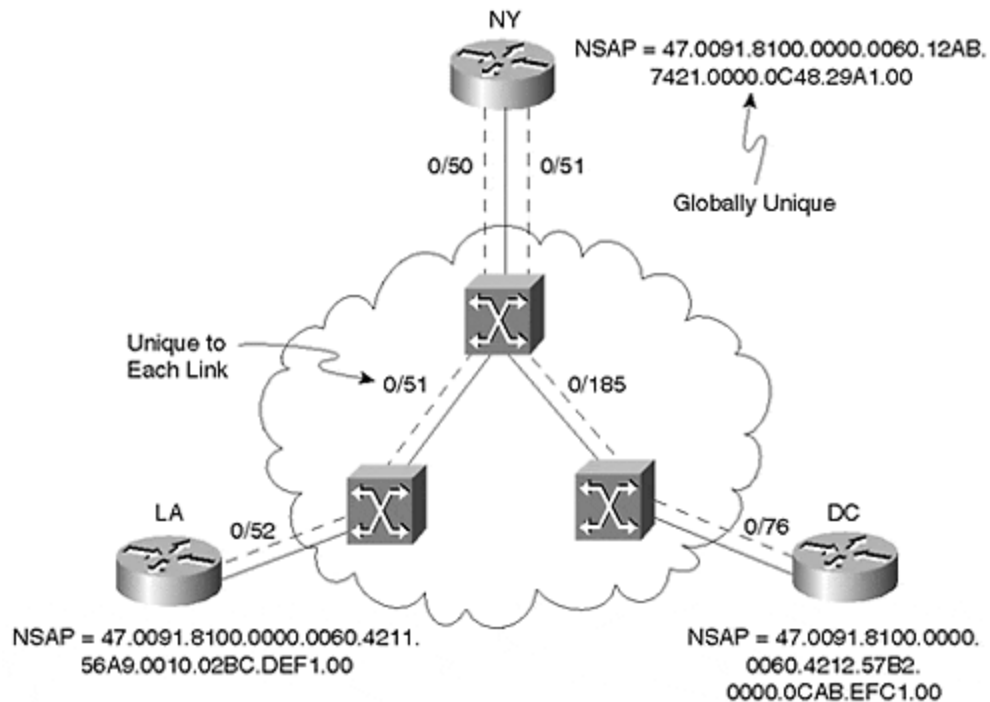 NY
NSAP = 47.0091.8100.0000.0060.12AB.
7421.0000.0C48.29A1.00
0/50
0/51
Globally Unique
Unique to
Each Link
0/51
0/185
LA
0/52
0/76
DC
NSAP = 47.0091.8100.0000.0060.4211.
56A9.0010.02BC.DEF1.00
NSAP = 47.0091.8100.0000.
0060.4212.57B2.
0000.0CAB.EFC1.00